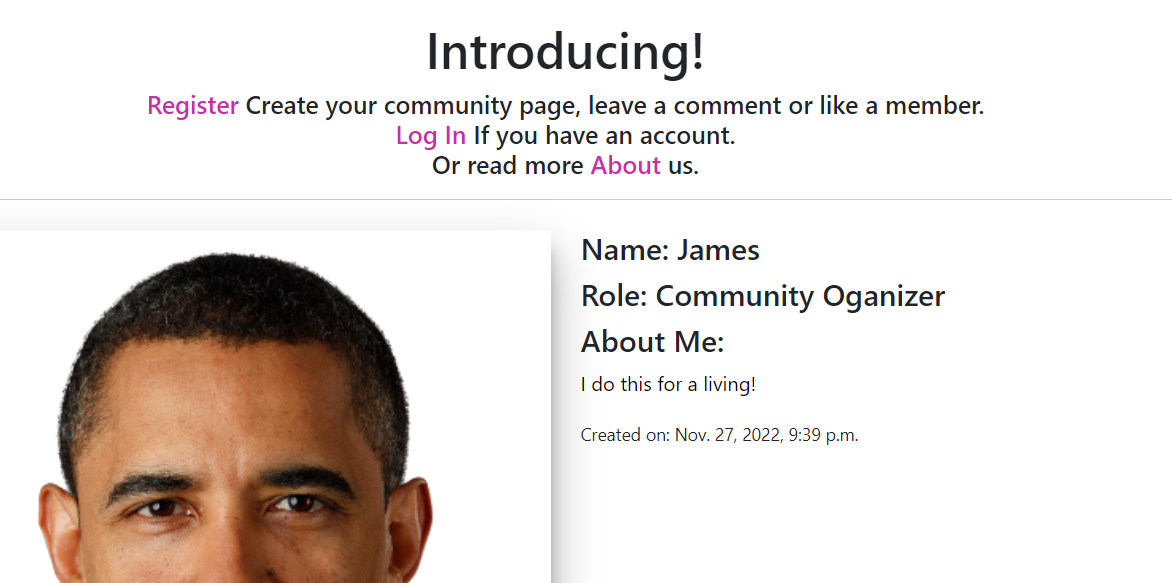 Introducing!
Register Create your community page, leave a comment or like a member.
Log In If you have an account.
Or read more About us.
Name: James
Role: Community Oganizer
About Me:
I do this for a living!
Created on: Nov. 27, 2022, 9:39 p.m.